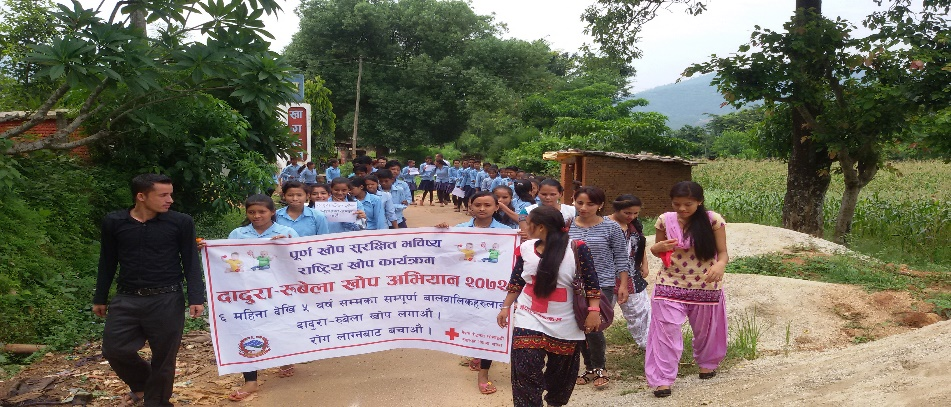 पूर्ण खोप सुरक्षित भविष्य
राष्ट्रिय खोप कार्यक्रम
दादुरा-रुबेला खोप अभियान २०७२
६ महिना देखि ५ वर्ष सम्मका सम्पूर्ण बालबालिकाहरुलाई
दादुरा-रुबेला खोप लगाऔं ।
रोग लाग्नबाट बचाऔं ।